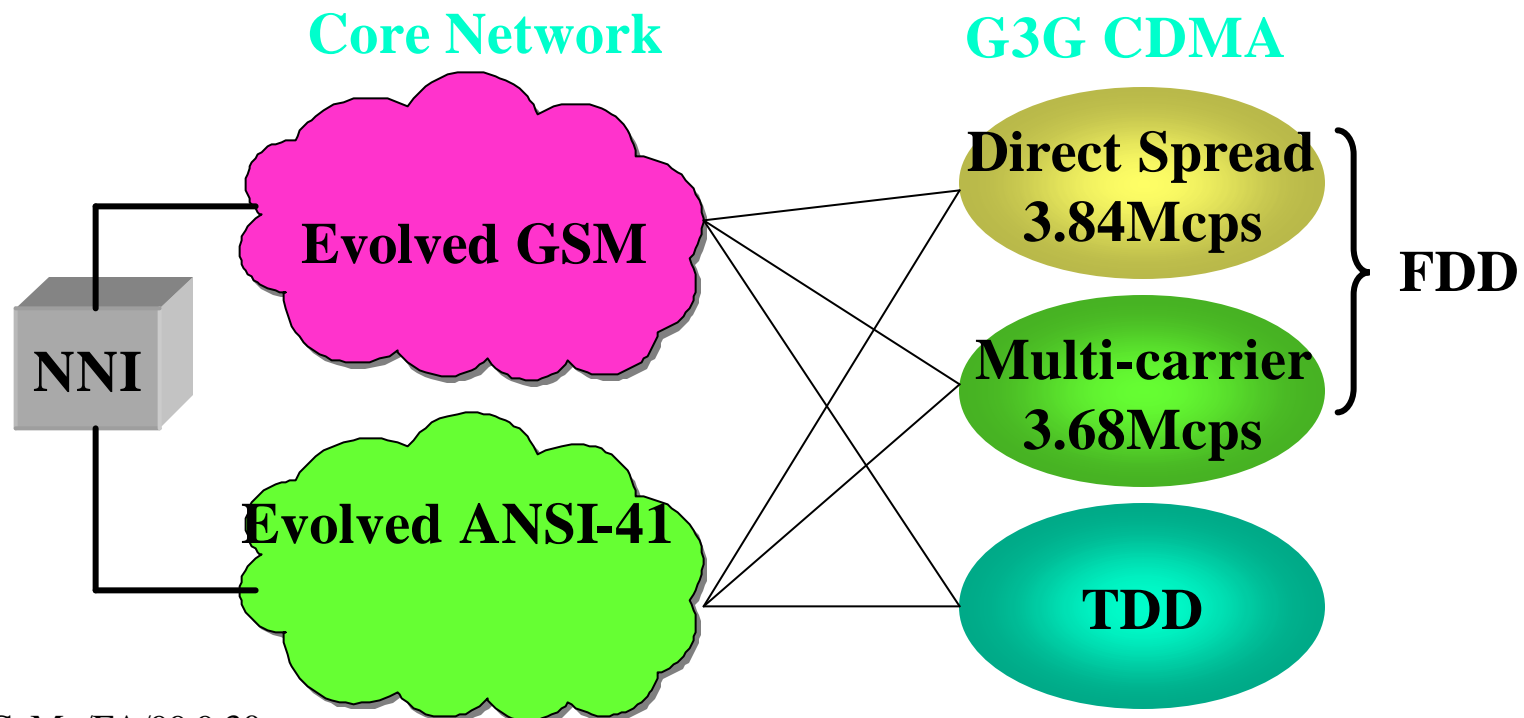 Core Network
G3G CDMA
Direct Spread
3.84Mcps
Evolved GSM
FDD
NNI
Multi-carrier
3.68Mcps
Evolved ANSI-41
TDD